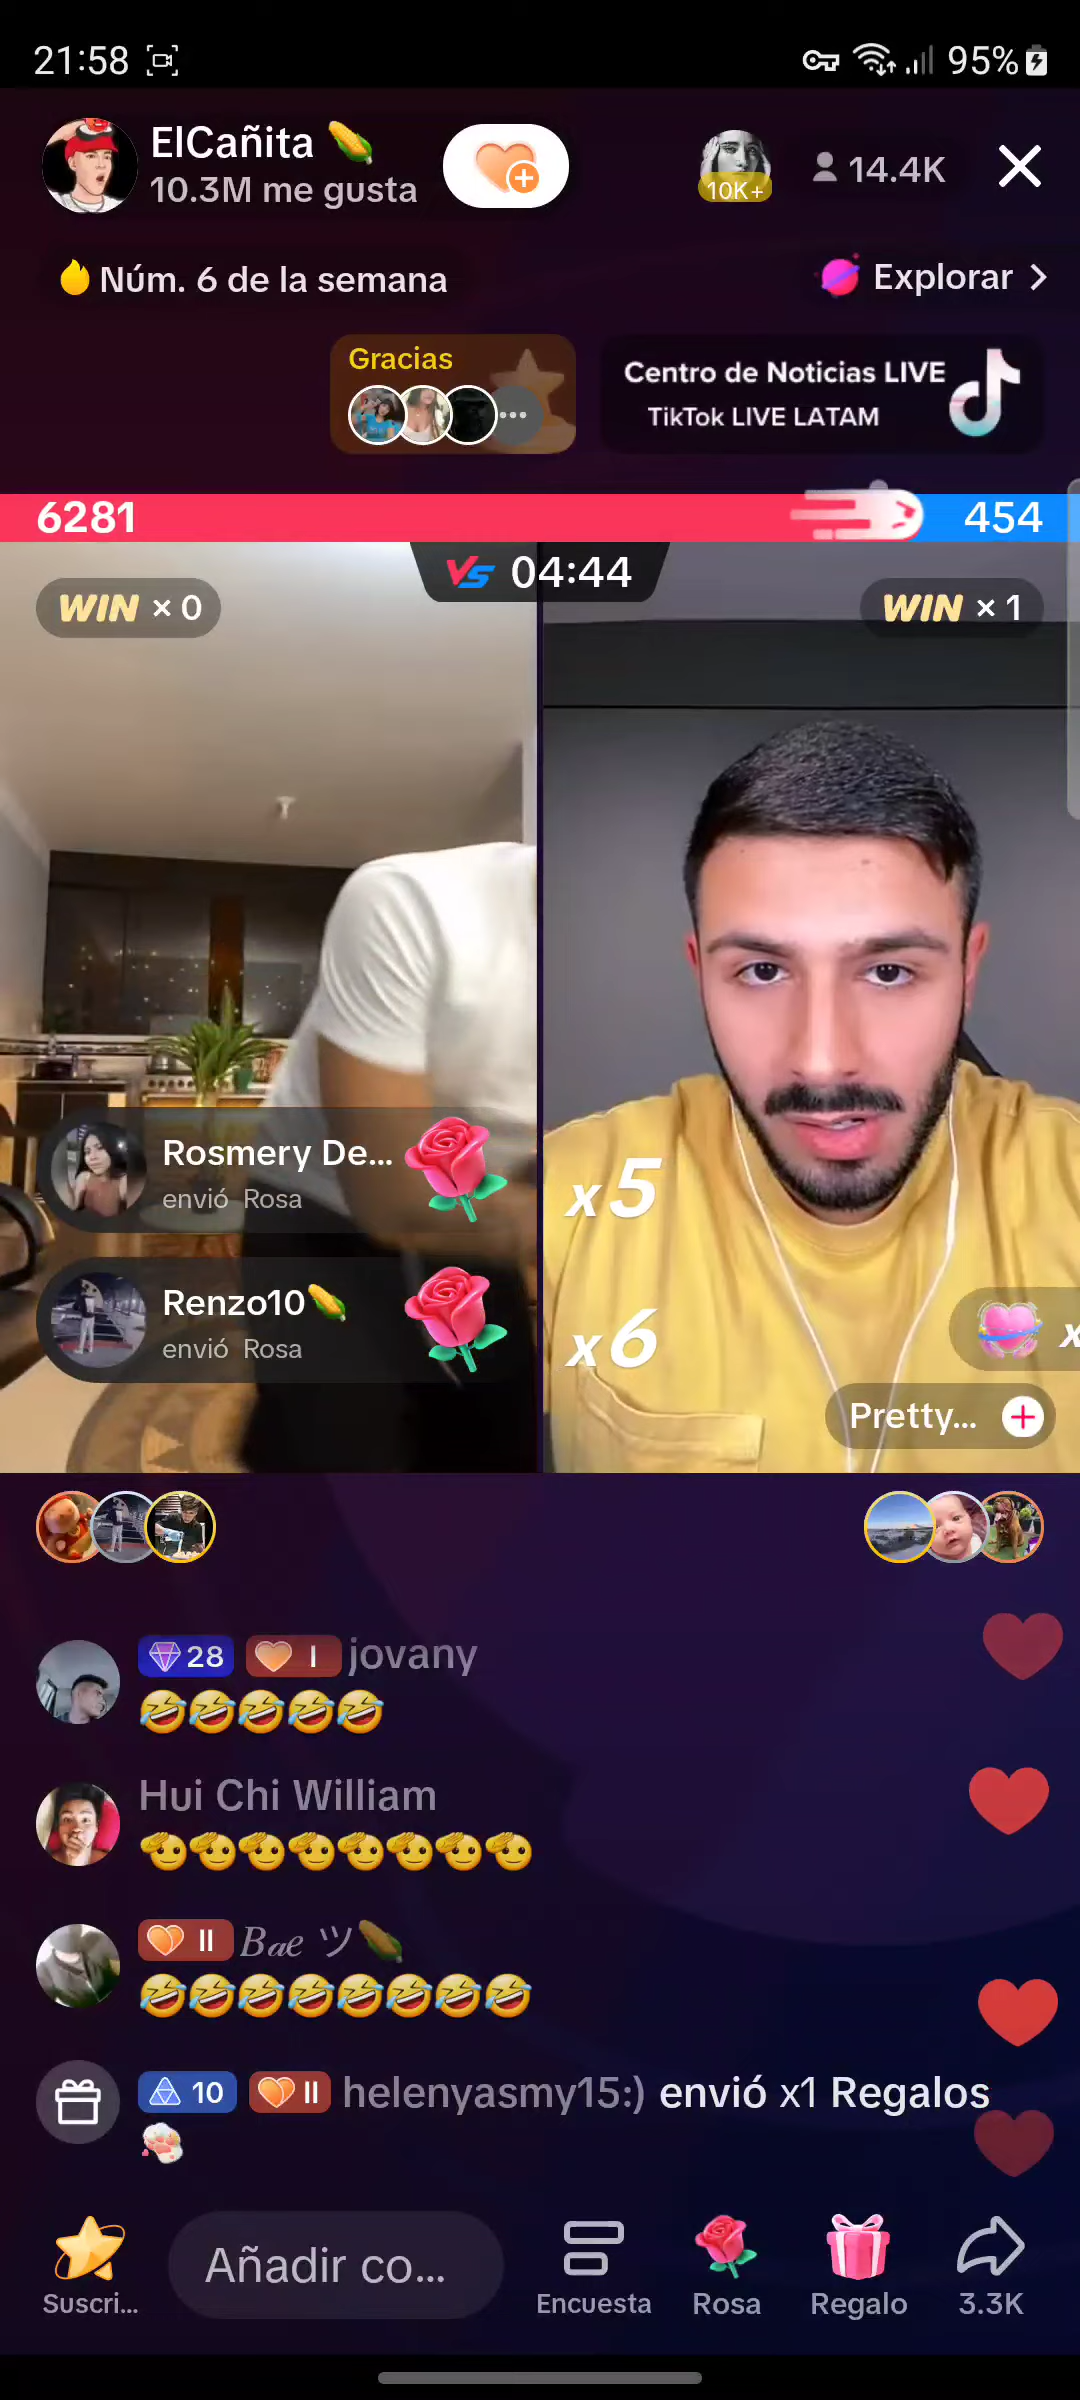 21:58
95%
ElCañita 🌽
10.3M me gusta
10K+
14.4K
Núm. 6 de la semana
Explorar >
Gracias
...
Centro de Noticias LIVE
TikTok LIVE LATAM
6281
454
VS 04:44
WIN × 0
WIN × 1
Rosmery De...
envió Rosa
x5
Renzo10🌽
envió Rosa
x6
x
Pretty...
28 I jovany
🤣🤣🤣🤣🤣
Hui Chi William
🫡🫡🫡🫡🫡🫡🫡🫡
II Bae ツ🌽
🤣🤣🤣🤣🤣🤣🤣🤣
10 II helenyasmy15:) envió x1 Regalos
Añadir co...
Suscri...
Encuesta
Rosa
Regalo
3.3K